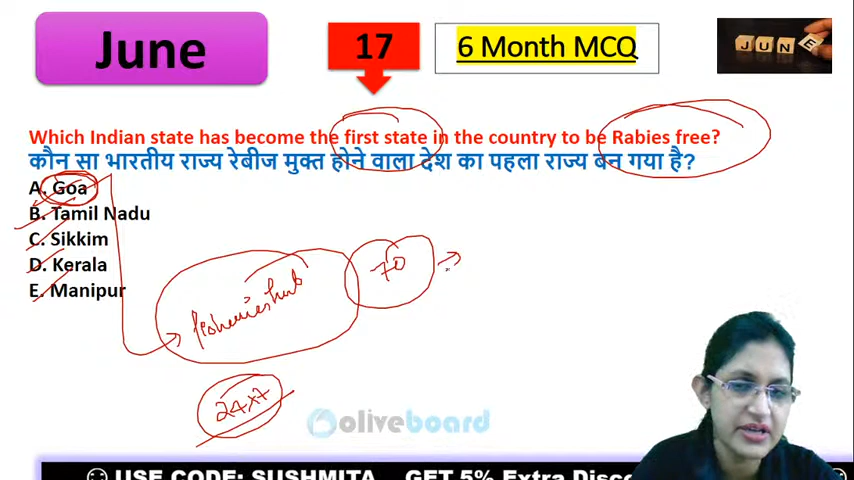 June
17
6 Month MCQ
JUNE
Which Indian state has become the first state in the country to be Rabies free?
कौन सा भारतीय राज्य रेबीज मुक्त होने वाला देश का पहला राज्य बन गया है?
A. Goa
B. Tamil Nadu
C. Sikkim
D. Kerala
E. Manipur
70
24x7
oliveboard
USE CODE: SUSHMITA GET 5% Extra Disco